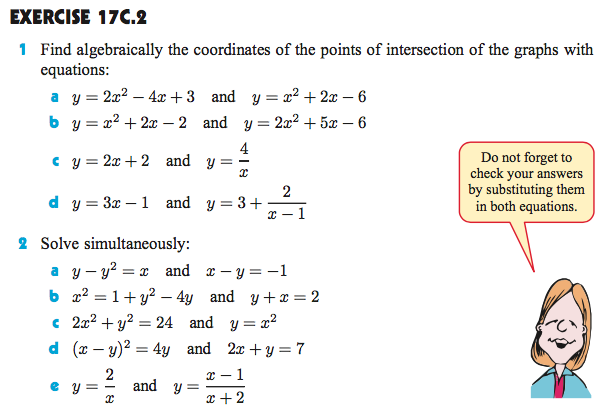 EXERCISE 17C.2
1 Find algebraically the coordinates of the points of intersection of the graphs with
equations:
a y = 2x² − 4x + 3 and y = x² + 2x − 6
b y = x² + 2x − 2 and y = 2x² + 5x − 6
c y = 2x + 2 and y = 4/x
d y = 3x − 1 and y = 3 + 2/(x − 1)
Do not forget to
check your answers
by substituting them
in both equations.
2 Solve simultaneously:
a y − y² = x and x − y = −1
b x² = 1 + y² − 4y and y + x = 2
c 2x² + y² = 24 and y = x²
d (x − y)² = 4y and 2x + y = 7
e y = 2/x and y = (x − 1)/(x + 2)